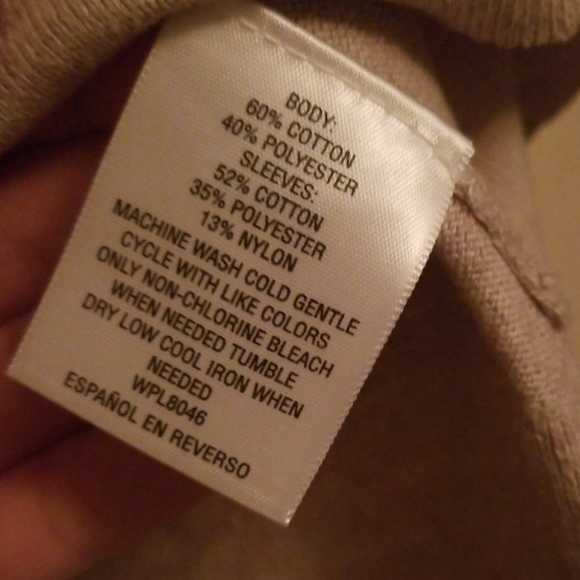 BODY:
60% COTTON
40% POLYESTER
SLEEVES:
52% COTTON
35% POLYESTER
13% NYLON
MACHINE WASH COLD GENTLE
CYCLE WITH LIKE COLORS
ONLY NON-CHLORINE BLEACH
WHEN NEEDED TUMBLE
DRY LOW COOL IRON WHEN
NEEDED
WPL8046
ESPAÑOL EN REVERSO